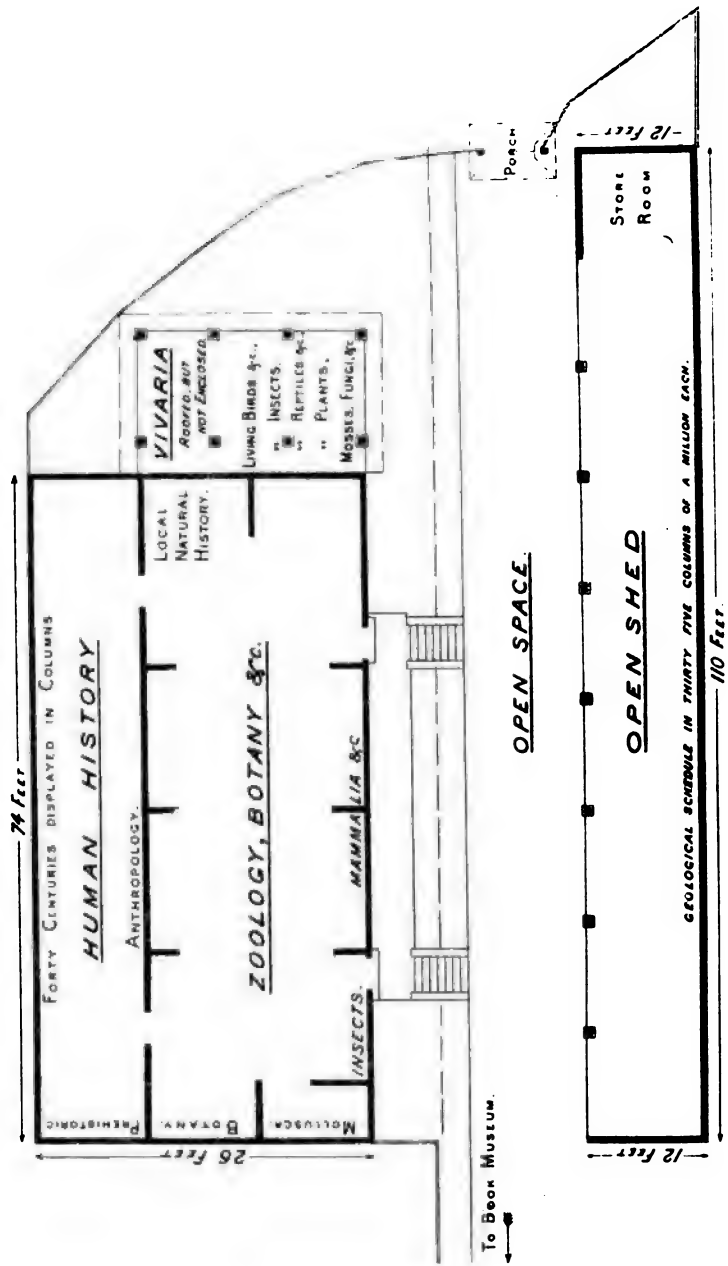 74 FEET
FORTY CENTURIES DISPLAYED IN COLUMNS
HUMAN HISTORY
ANTHROPOLOGY.
PREHISTORIC
BOTANY.
MOLLUSCA.
26 FEET
LOCAL
NATURAL
HISTORY.
ZOOLOGY, BOTANY &c.
MAMMALIA &c
INSECTS.
VIVARIA
ROOFED, BUT
NOT ENCLOSED.
LIVING BIRDS &c.,
" INSECTS.
" REPTILES &c.
" PLANTS.
MOSSES. FUNGI, &c
PORCH
TO BOOK MUSEUM.
OPEN SPACE.
STORE
ROOM
12 FEET
OPEN SHED
GEOLOGICAL SCHEDULE IN THIRTY FIVE COLUMNS OF A MILLION EACH.
12 FEET
110 FEET.